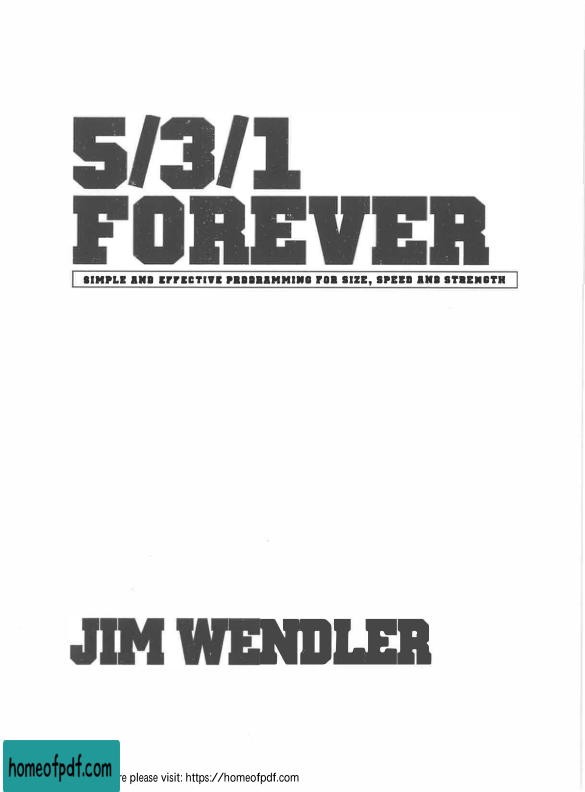 5/3/1
FOREVER
SIMPLE AND EFFECTIVE PROGRAMMING FOR SIZE, SPEED AND STRENGTH
JIM WENDLER
homeofpdf.com
re please visit: https://homeofpdf.com